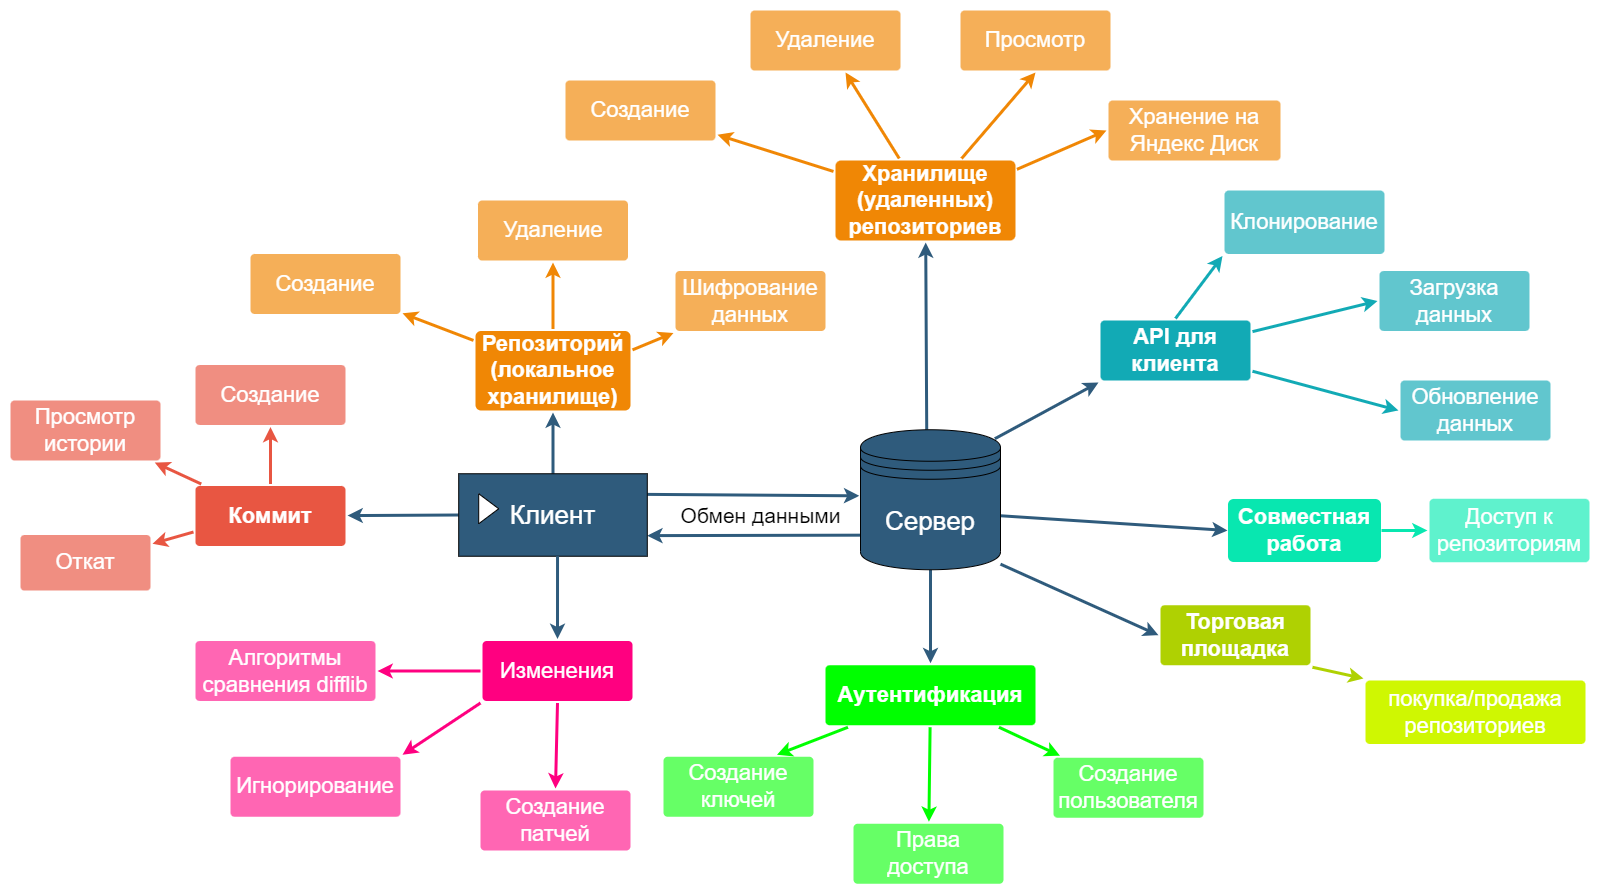 Удаление
Просмотр
Создание
Хранение на
Яндекс Диск
Хранилище
(удаленных)
репозиториев
Клонирование
Удаление
Создание
Шифрование
данных
Загрузка
данных
Репозиторий
(локальное
хранилище)
API для
клиента
Создание
Просмотр
истории
Обновление
данных
Коммит
Клиент
Обмен данными
Сервер
Совместная
работа
Доступ к
репозиториям
Откат
Торговая
площадка
Алгоритмы
сравнения difflib
Изменения
Аутентификация
покупка/продажа
репозиториев
Игнорирование
Создание
патчей
Создание
ключей
Создание
пользователя
Права
доступа